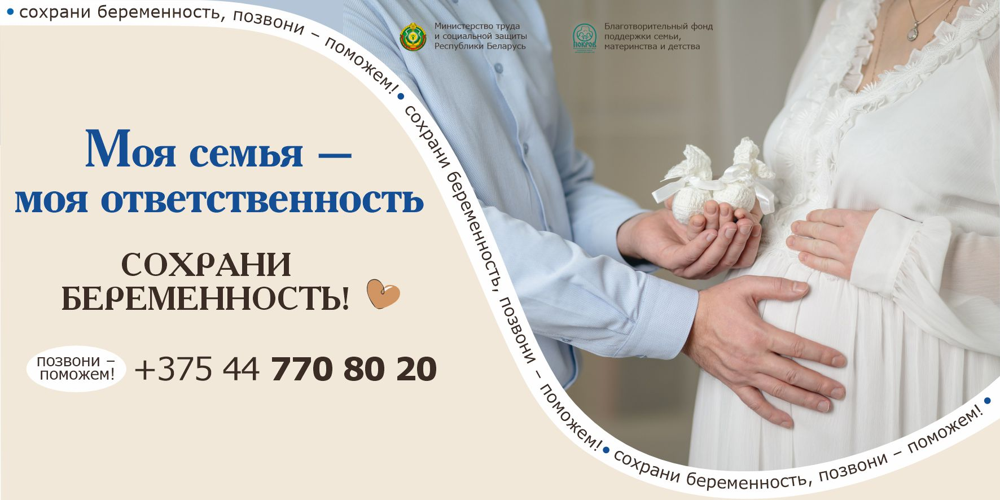 сохрани беременность, позвони – поможем!
Министерство труда
и социальной защиты
Республики Беларусь
ПОКРОВ
Благотворительный фонд
поддержки семьи,
материнства и детства
Моя семья –
моя ответственность
СОХРАНИ
БЕРЕМЕННОСТЬ!
позвони –
поможем!
+375 44 770 80 20
сохрани беременность, позвони – поможем!
сохрани беременность, позвони – поможем!